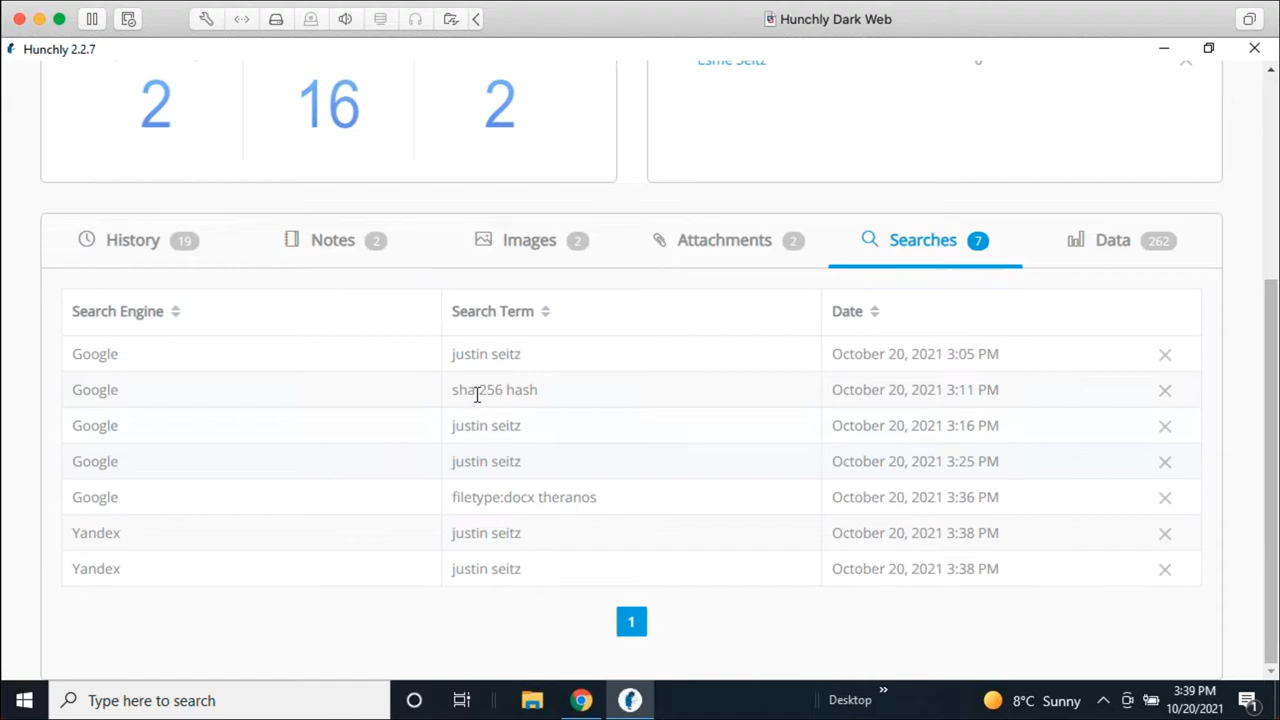 Hunchly Dark Web
Hunchly 2.2.7
Esme Seitz
2 16 2
History 19 Notes 2 Images 2 Attachments 2 Searches 7 Data 262
Search Engine Search Term Date
Google justin seitz October 20, 2021 3:05 PM
Google sha 256 hash October 20, 2021 3:11 PM
Google justin seitz October 20, 2021 3:16 PM
Google justin seitz October 20, 2021 3:25 PM
Google filetype:docx theranos October 20, 2021 3:36 PM
Yandex justin seitz October 20, 2021 3:38 PM
Yandex justin seitz October 20, 2021 3:38 PM
1
Type here to search Desktop 8°C Sunny 3:39 PM
10/20/2021 1